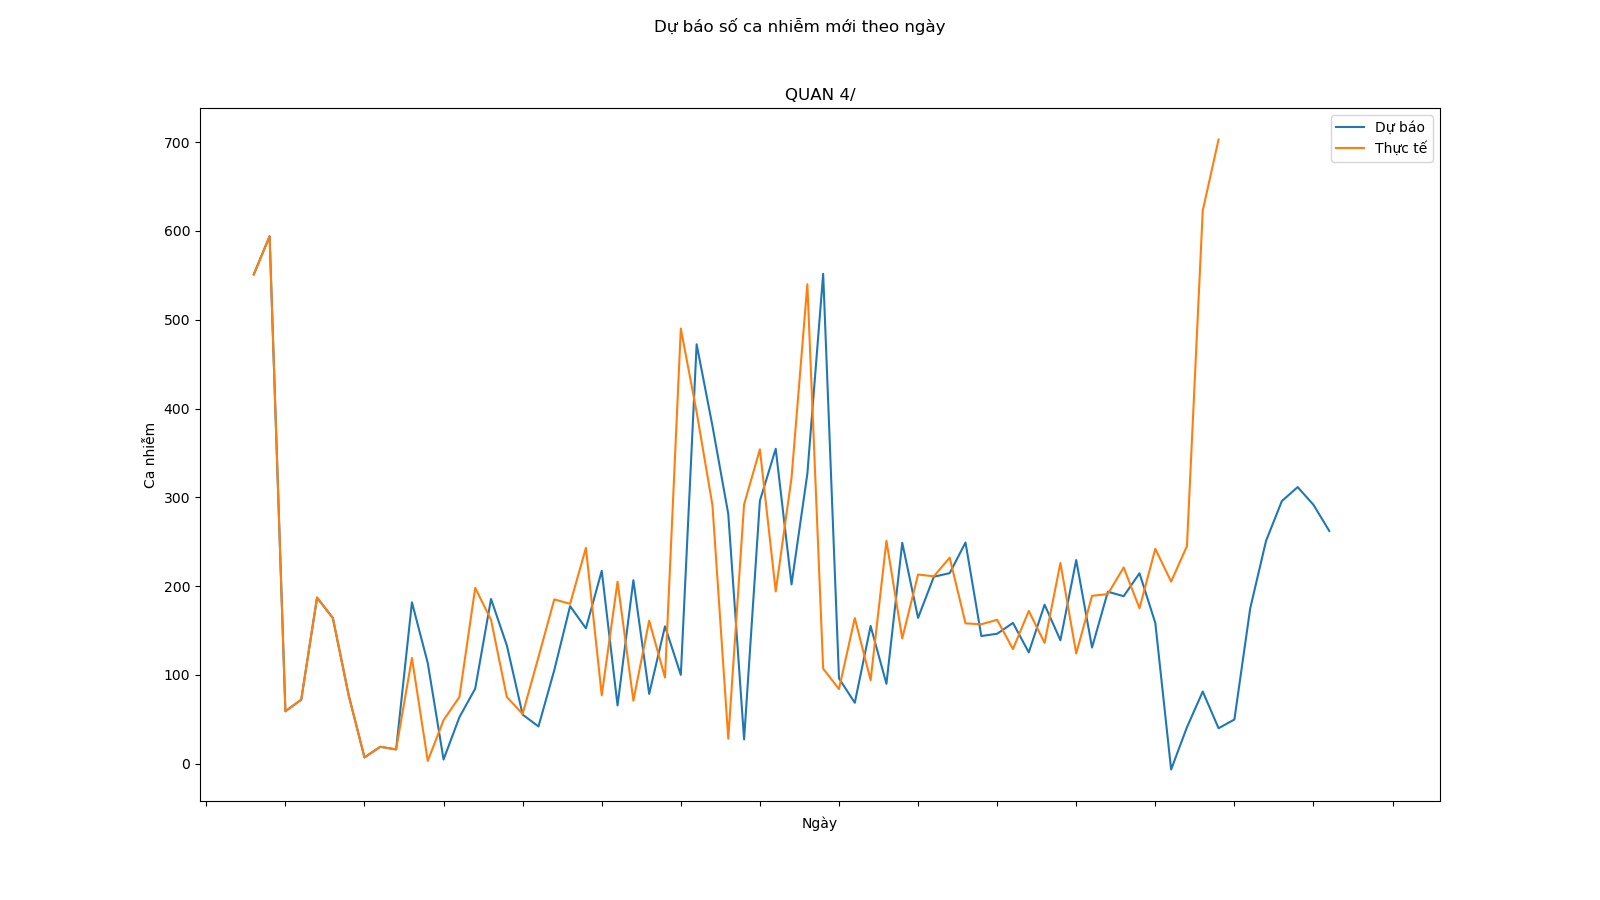 Dự báo số ca nhiễm mới theo ngày
QUAN 4/
Dự báo
Thực tế
700
600
500
400
300
200
100
0
Ca nhiễm
Ngày